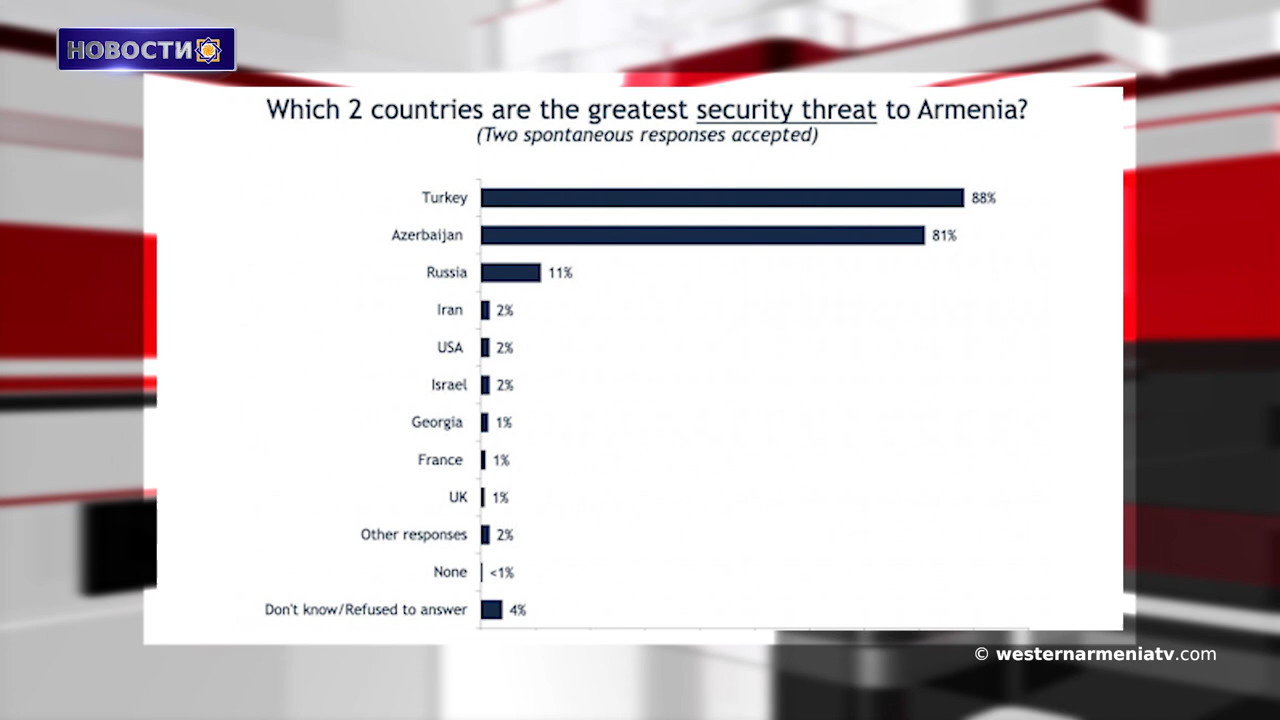 НОВОСТИ
Which 2 countries are the greatest security threat to Armenia?
(Two spontaneous responses accepted)
Turkey 88%
Azerbaijan 81%
Russia 11%
Iran 2%
USA 2%
Israel 2%
Georgia 1%
France 1%
UK 1%
Other responses 2%
None <1%
Don't know/Refused to answer 4%
© westernarmeniatv.com